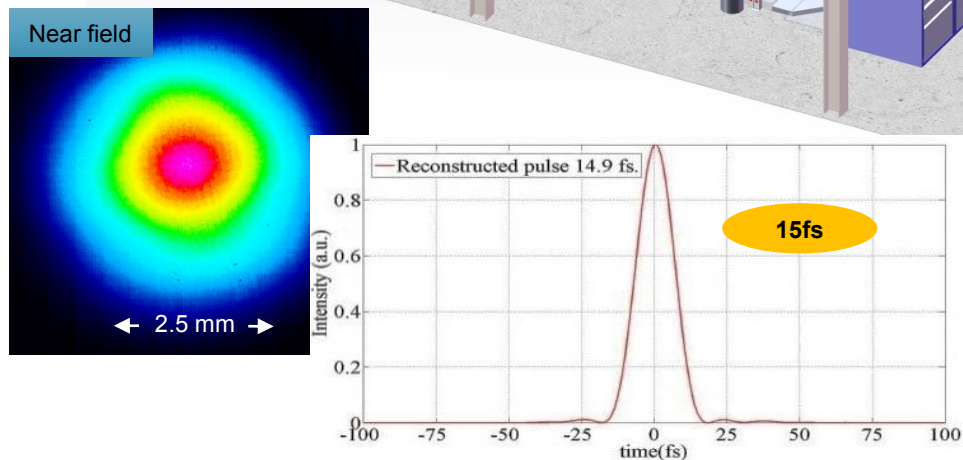 Near field
2.5 mm
Reconstructed pulse 14.9 fs.
15fs
Intensity (a.u.)
1
0.8
0.6
0.4
0.2
0
-100
-75
-50
-25
0
25
50
75
100
time(fs)